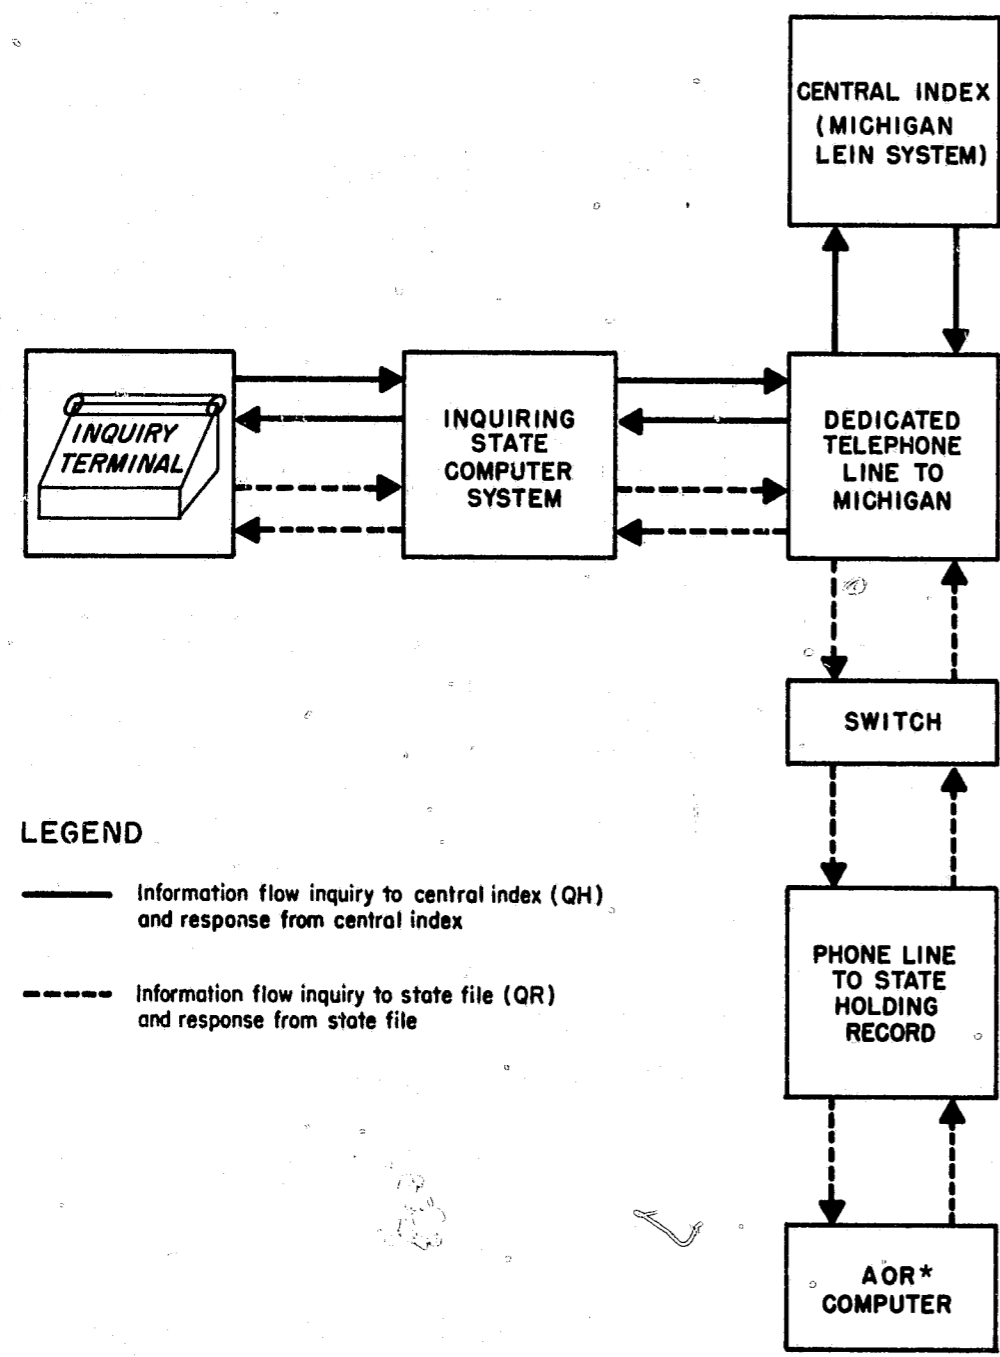 CENTRAL INDEX
(MICHIGAN
LEIN SYSTEM)
INQUIRY
TERMINAL
INQUIRING
STATE
COMPUTER
SYSTEM
DEDICATED
TELEPHONE
LINE TO
MICHIGAN
SWITCH
LEGEND
Information flow inquiry to central index (QH)
and response from central index
Information flow inquiry to state file (QR)
and response from state file
PHONE LINE
TO STATE
HOLDING
RECORD
AOR*
COMPUTER